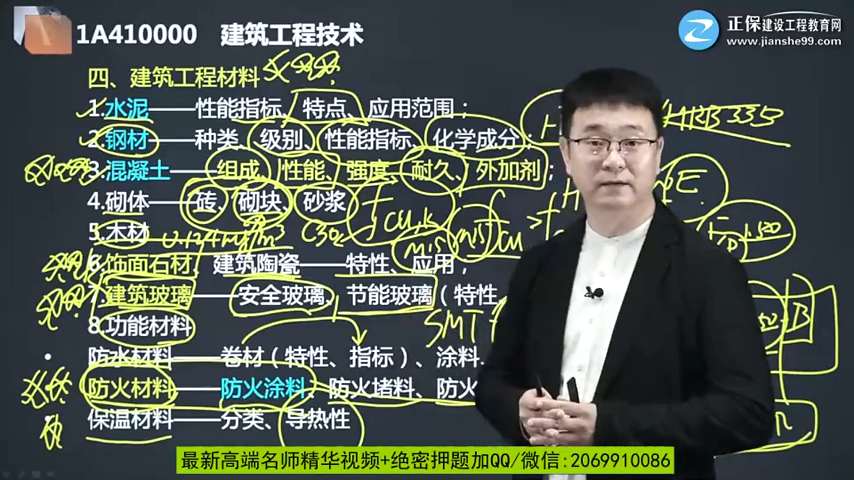 1A410000 建筑工程技术
正保建设工程教育网
www.jianshe99.com
四、建筑工程材料
1.水泥——性能指标、特点、应用范围；
HRB335
2.钢材——种类、级别、性能指标、化学成分；
3.混凝土——组成、性能、强度、耐久、外加剂；
E
4.砌体——砖、砌块、砂浆
fcu,k
5.木材
C30
6.饰面石材、建筑陶瓷——特性、应用；
7.建筑玻璃——安全玻璃、节能玻璃（特性
8.功能材料
B
防水材料——卷材（特性、指标）、涂料
防火材料——防火涂料、防火堵料、防火
保温材料——分类、导热性
最新高端名师精华视频+绝密押题加QQ/微信:2069910086